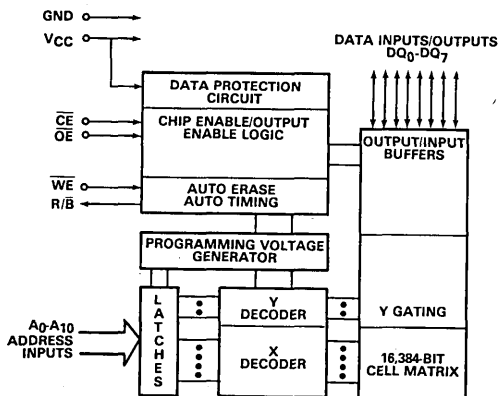 GND
VCC
DATA INPUTS/OUTPUTS
DQ0-DQ7
DATA PROTECTION
CIRCUIT
CE
OE
CHIP ENABLE/OUTPUT
ENABLE LOGIC
OUTPUT/INPUT
BUFFERS
WE
R/B
AUTO ERASE
AUTO TIMING
PROGRAMMING VOLTAGE
GENERATOR
A0-A10
ADDRESS
INPUTS
LATCHES
Y
DECODER
Y GATING
X
DECODER
16,384-BIT
CELL MATRIX